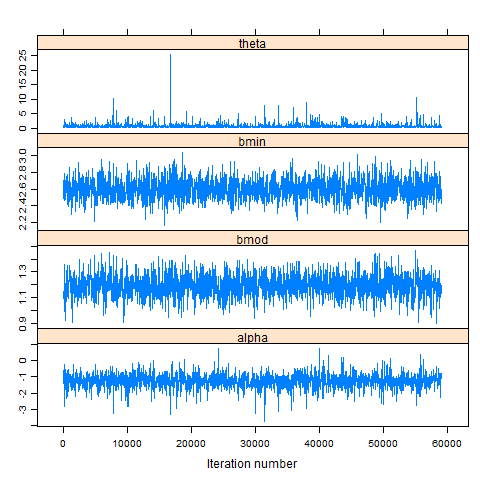 theta
0 5 10 15 20 25
bmin
2.2 2.4 2.6 2.8 3.0
bmod
0.9 1.1 1.3
alpha
-3 -2 -1 0
0 10000 20000 30000 40000 50000 60000
Iteration number